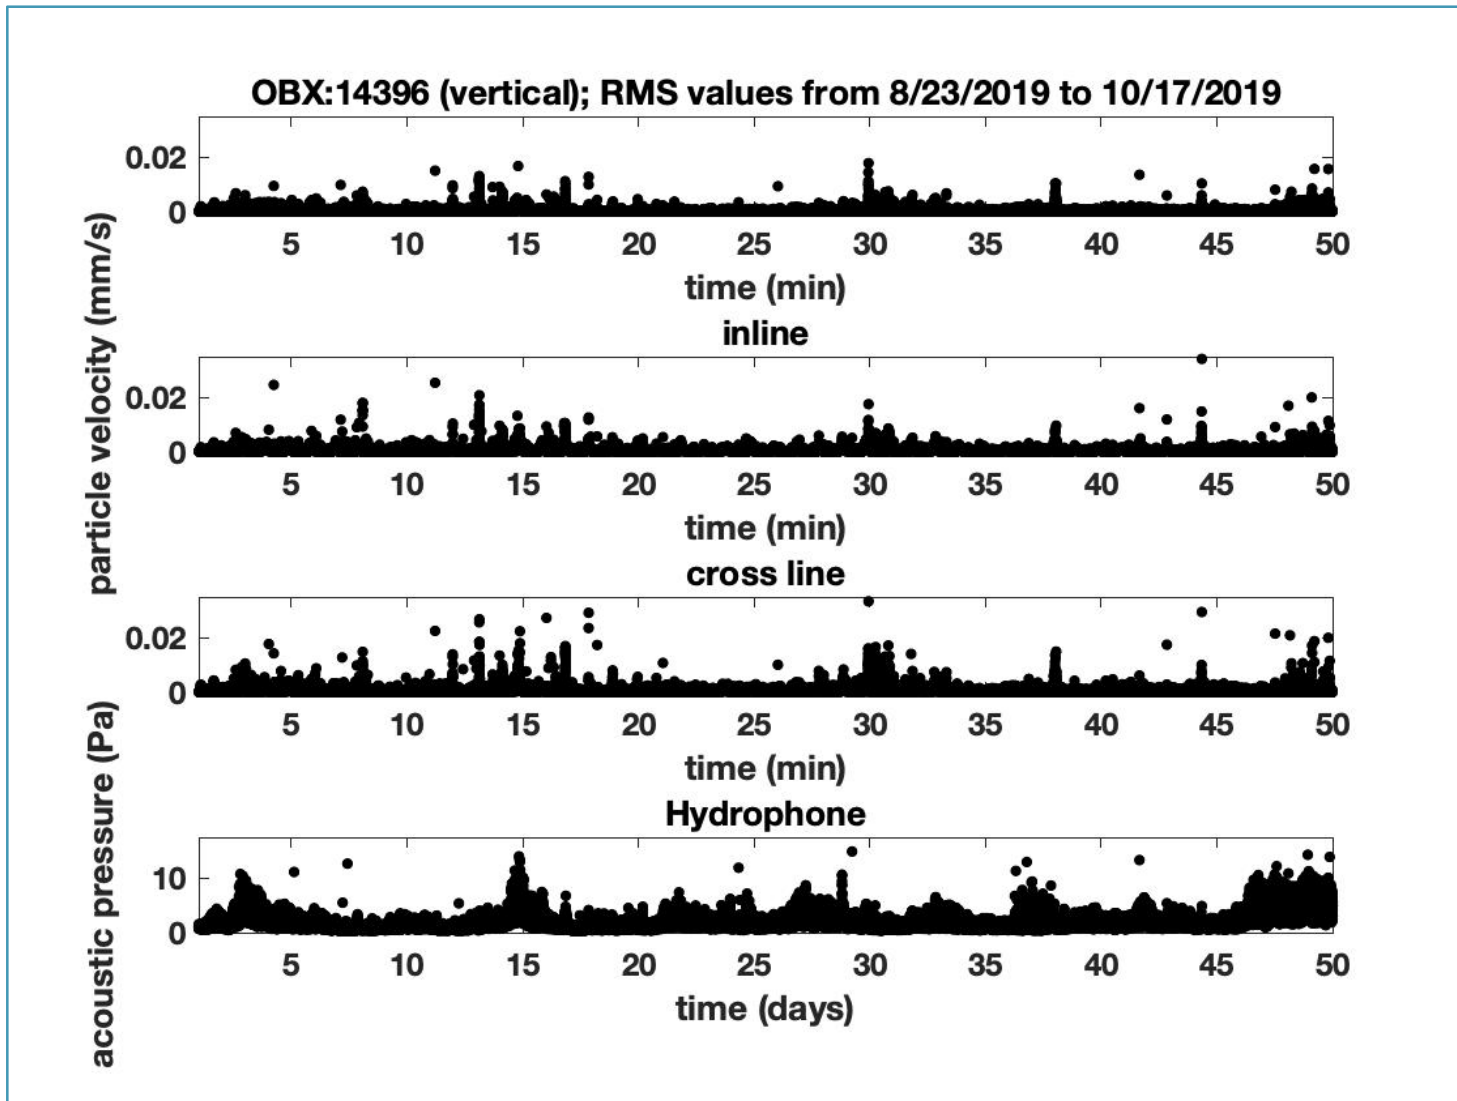 OBX:14396 (vertical); RMS values from 8/23/2019 to 10/17/2019
0.02
0
5 10 15 20 25 30 35 40 45 50
time (min)
particle velocity (mm/s)
inline
0.02
0
5 10 15 20 25 30 35 40 45 50
time (min)
cross line
0.02
0
5 10 15 20 25 30 35 40 45 50
time (min)
acoustic pressure (Pa)
Hydrophone
10
0
5 10 15 20 25 30 35 40 45 50
time (days)